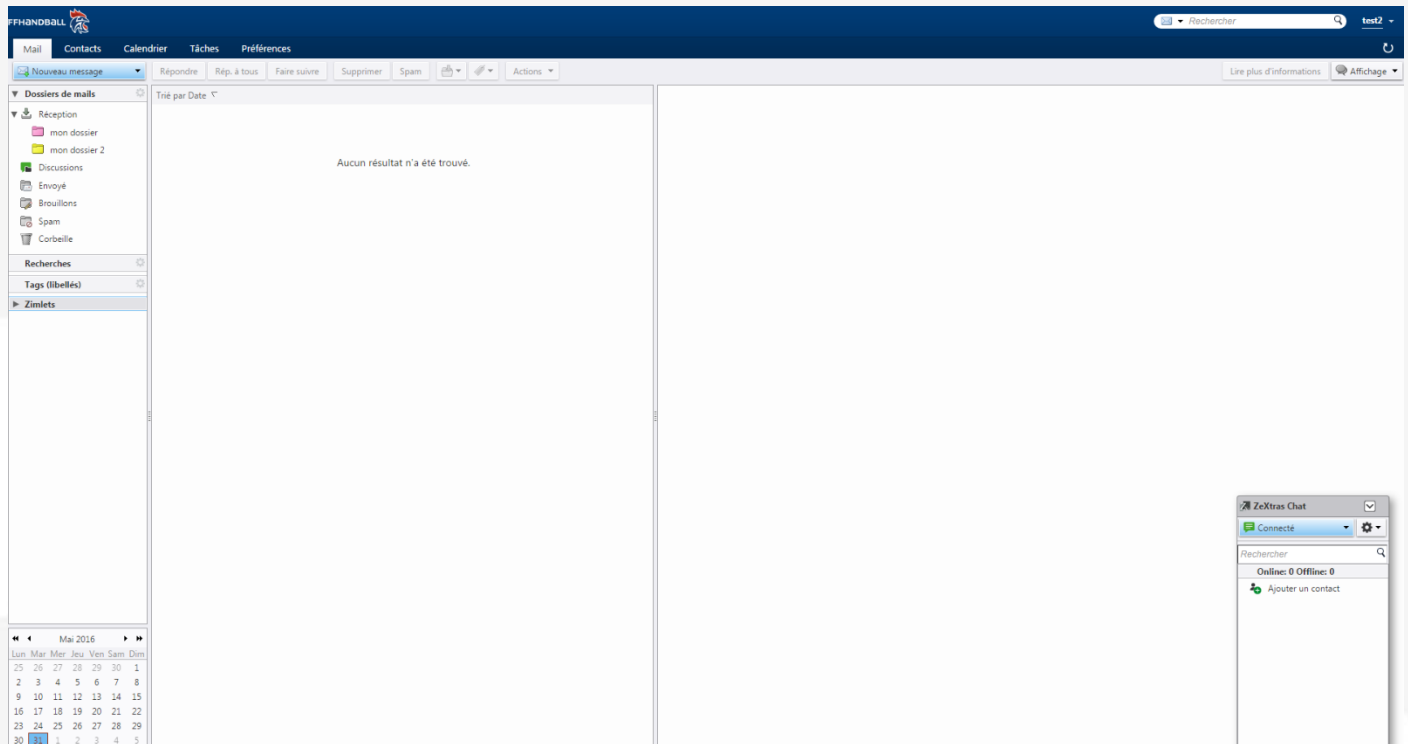 FFHANDBALL
Rechercher
test2
Mail Contacts Calendrier Tâches Préférences
Nouveau message Répondre Rép. à tous Faire suivre Supprimer Spam Actions Lire plus d'informations Affichage
Dossiers de mails
Trié par Date
Réception
mon dossier
mon dossier 2
Discussions
Envoyé
Brouillons
Spam
Corbeille
Recherches
Tags (libellés)
Zimlets
Aucun résultat n'a été trouvé.
ZeXtras Chat
Connecté
Rechercher
Online: 0 Offline: 0
Ajouter un contact
Mai 2016
Lun Mar Mer Jeu Ven Sam Dim
25 26 27 28 29 30 1
2 3 4 5 6 7 8
9 10 11 12 13 14 15
16 17 18 19 20 21 22
23 24 25 26 27 28 29
30 31 1 2 3 4 5